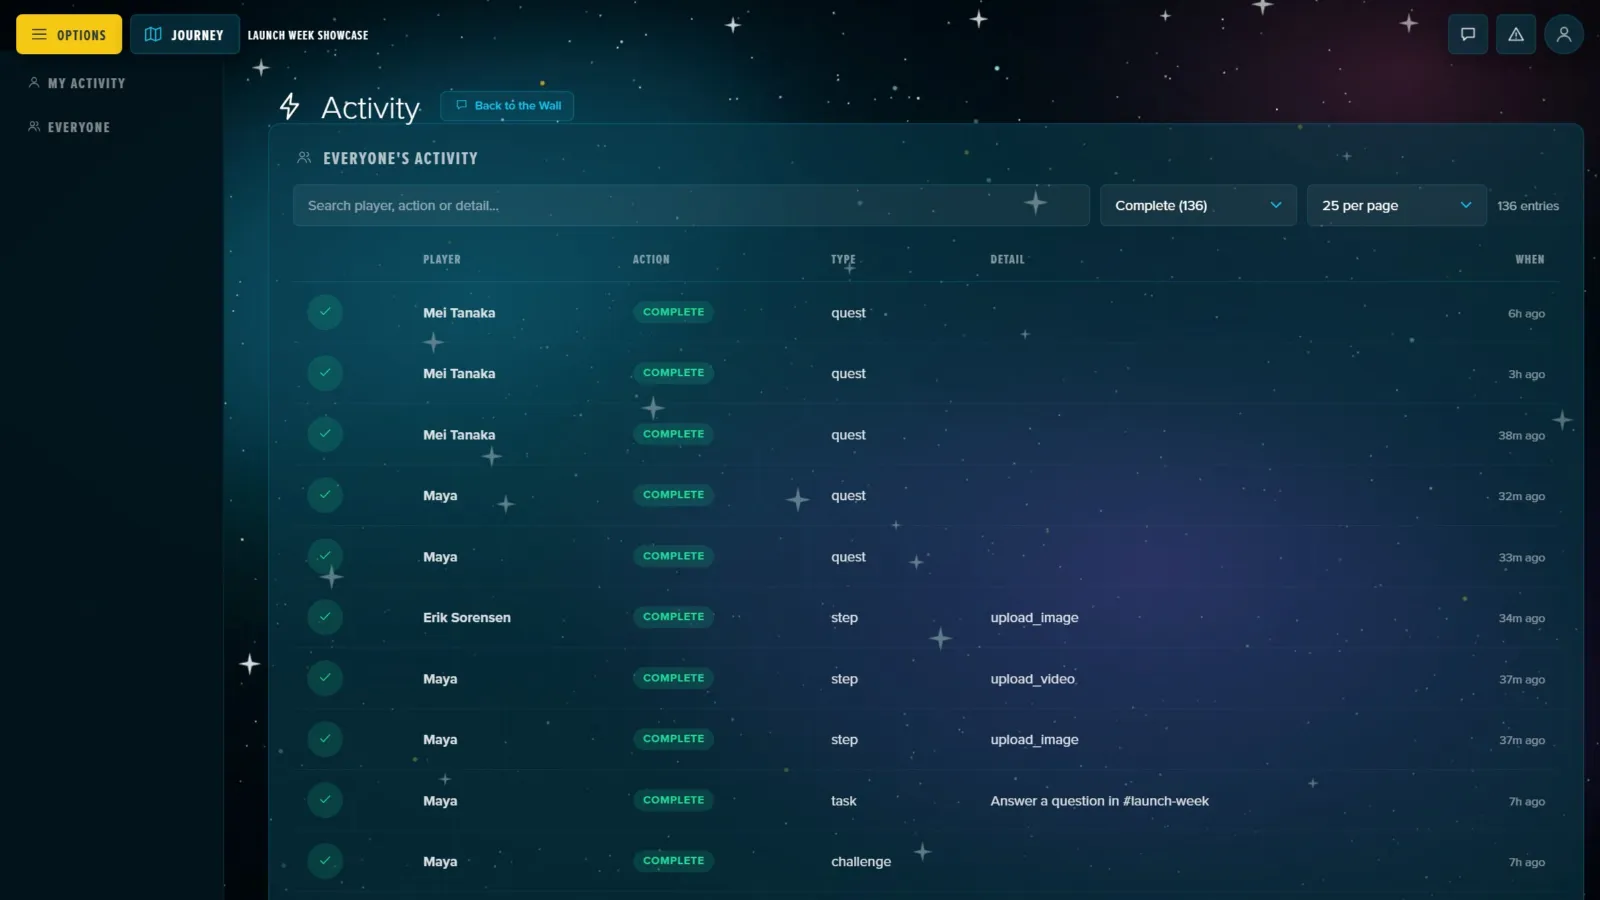 OPTIONS
JOURNEY
LAUNCH WEEK SHOWCASE
MY ACTIVITY
EVERYONE
Activity
Back to the Wall
EVERYONE'S ACTIVITY
Search player, action or detail...
Complete (136)
25 per page
136 entries
PLAYER ACTION TYPE DETAIL WHEN
Mei Tanaka COMPLETE quest 6h ago
Mei Tanaka COMPLETE quest 3h ago
Mei Tanaka COMPLETE quest 38m ago
Maya COMPLETE quest 32m ago
Maya COMPLETE quest 33m ago
Erik Sorensen COMPLETE step upload_image 34m ago
Maya COMPLETE step upload_video 37m ago
Maya COMPLETE step upload_image 37m ago
Maya COMPLETE task Answer a question in #launch-week 7h ago
Maya COMPLETE challenge 7h ago